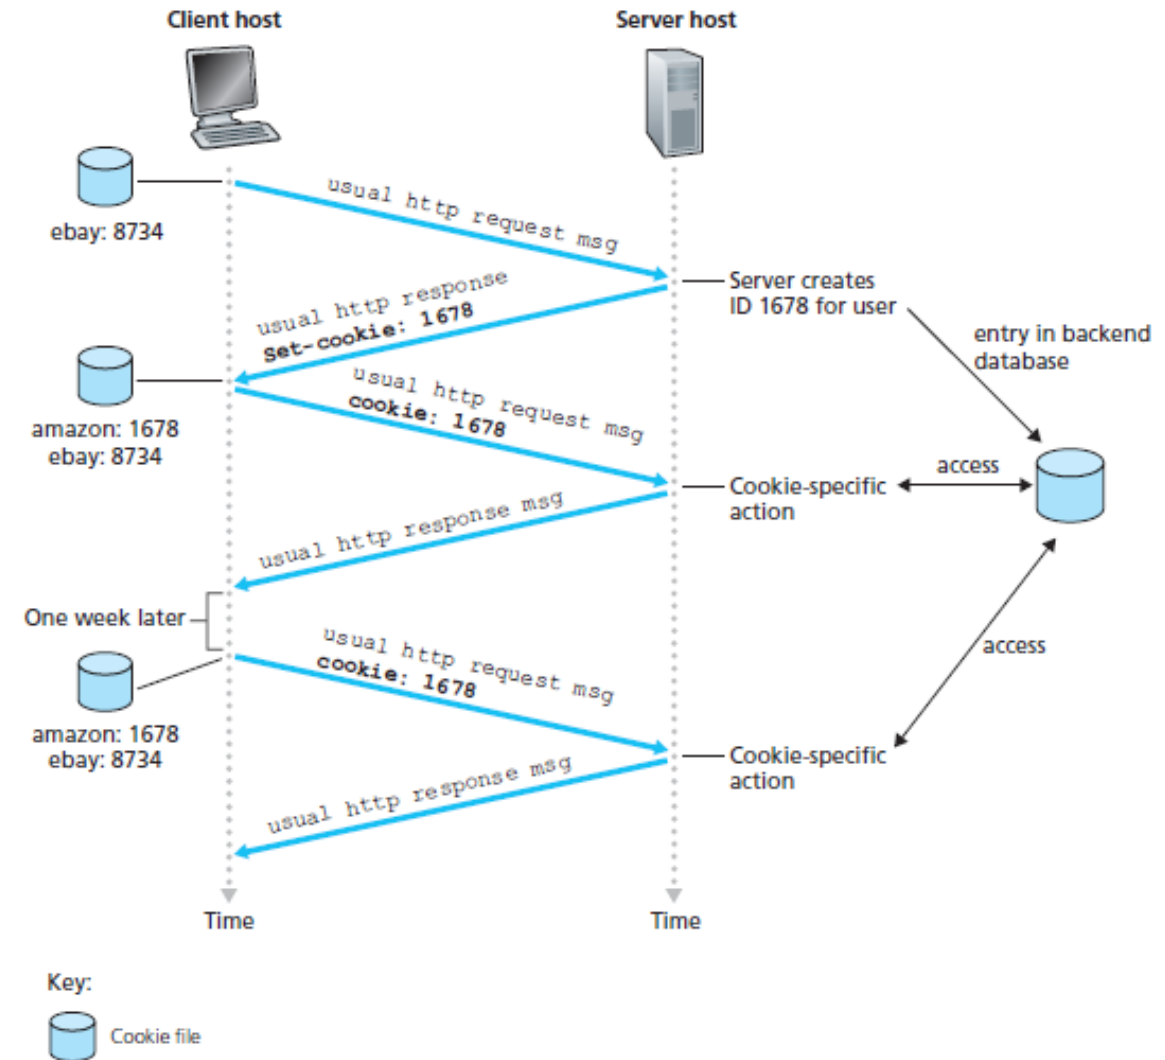 Client host
Server host
usual http request msg
ebay: 8734
Server creates
ID 1678 for user
usual http response
Set-cookie: 1678
entry in backend
database
usual http request msg
cookie: 1678
amazon: 1678
ebay: 8734
access
Cookie-specific
action
usual http response msg
One week later
usual http request msg
cookie: 1678
access
amazon: 1678
ebay: 8734
Cookie-specific
action
usual http response msg
Time
Time
Key:
Cookie file